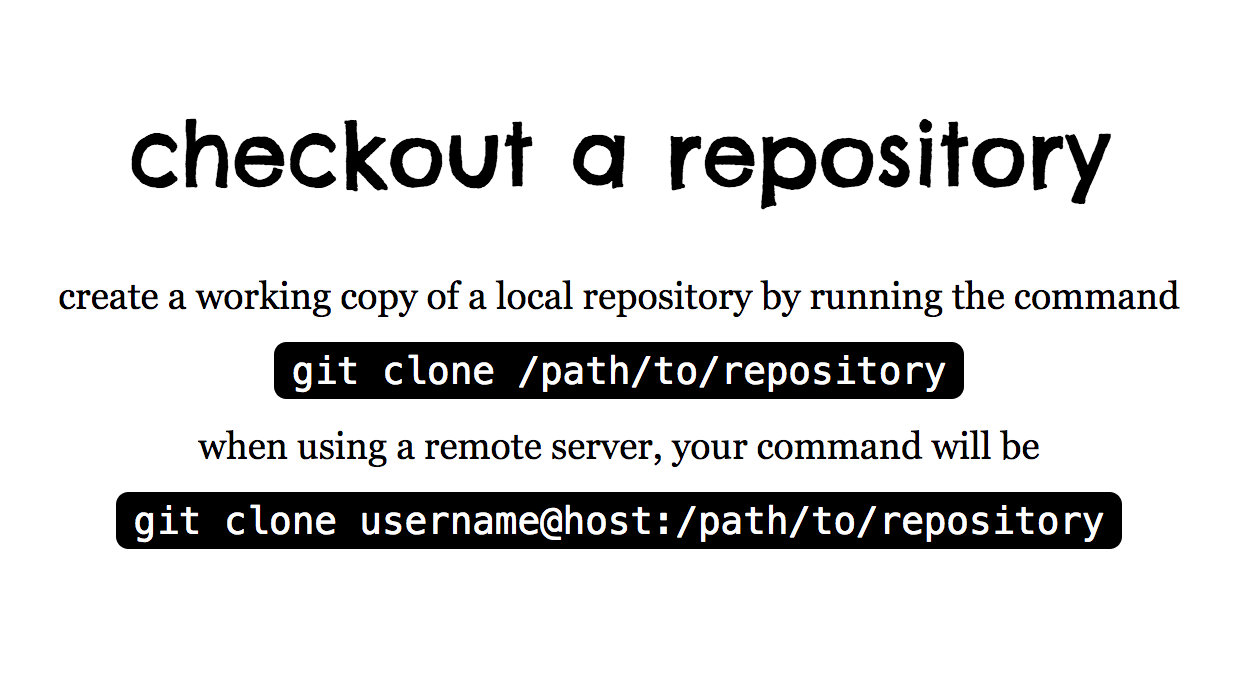 checkout a repository
create a working copy of a local repository by running the command
git clone /path/to/repository
when using a remote server, your command will be
git clone username@host:/path/to/repository